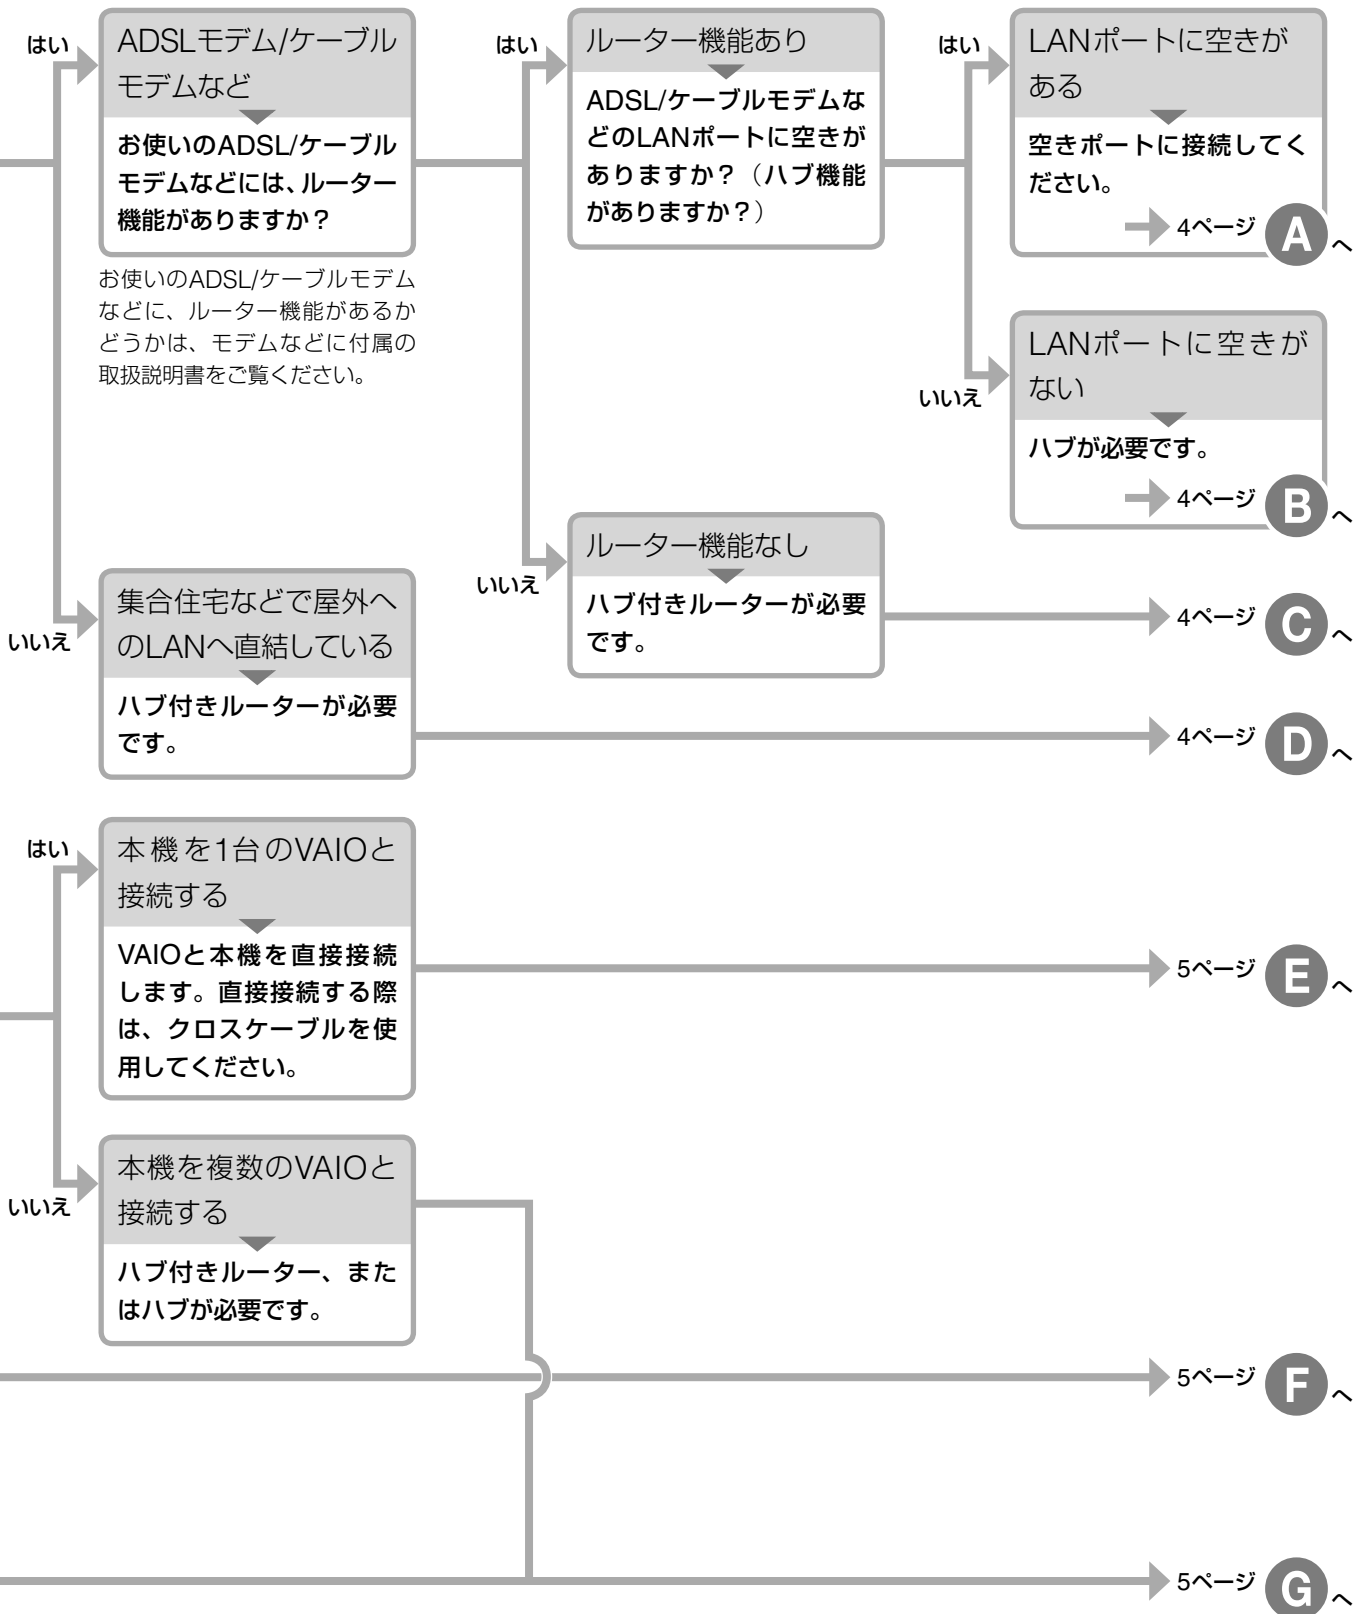 はい
ADSLモデム/ケーブル
モデムなど
お使いのADSL/ケーブル
モデムなどには、ルーター
機能がありますか？
お使いのADSL/ケーブルモデム
などに、ルーター機能があるか
どうかは、モデムなどに付属の
取扱説明書をご覧ください。
はい
ルーター機能あり
ADSL/ケーブルモデムな
どのLANポートに空きが
ありますか？（ハブ機能
がありますか？）
はい
LANポートに空きが
ある
空きポートに接続してく
ださい。
4ページ A へ
いいえ
LANポートに空きが
ない
ハブが必要です。
4ページ B へ
いいえ
ルーター機能なし
ハブ付きルーターが必要
です。
4ページ C へ
いいえ
集合住宅などで屋外へ
のLANへ直結している
ハブ付きルーターが必要
です。
4ページ D へ
はい
本機を1台のVAIOと
接続する
VAIOと本機を直接接続
します。直接接続する際
は、クロスケーブルを使
用してください。
5ページ E へ
いいえ
本機を複数のVAIOと
接続する
ハブ付きルーター、また
はハブが必要です。
5ページ F へ
5ページ G へ